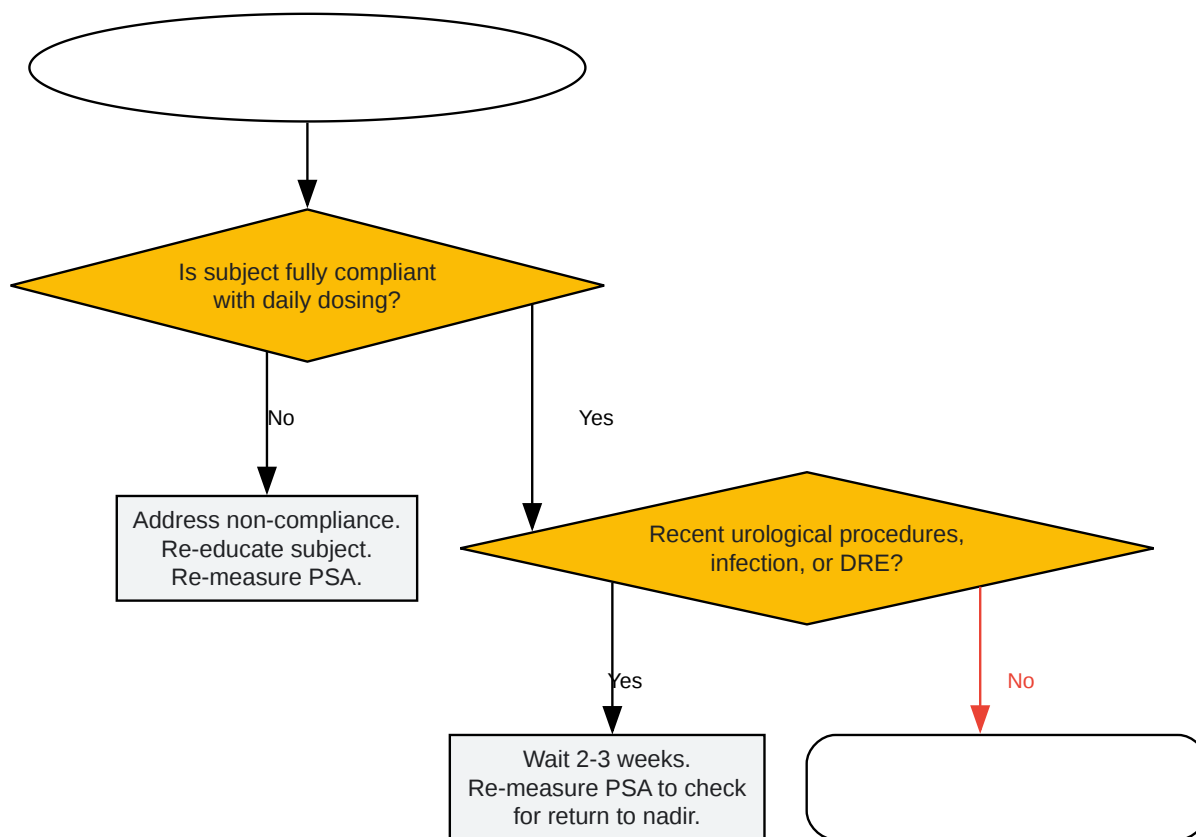 Is subject fully compliant
with daily dosing?
No
Yes
Address non-compliance.
Re-educate subject.
Re-measure PSA.
Recent urological procedures,
infection, or DRE?
Yes
No
Wait 2-3 weeks.
Re-measure PSA to check
for return to nadir.